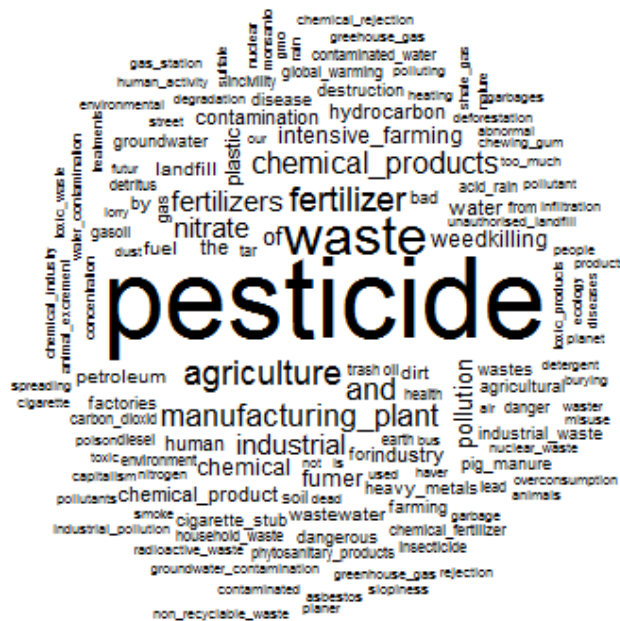 chemical_rejection
greenhouse_gas
contaminated_water
global_warming polluting
destruction heating
gas_station
human_activity
sincivility
sulfate
nuclear
monsanto
gmo
rain
shale_gas
nature
garbages
environmental degradation disease
contamination hydrocarbon deforestation
street
our
intensive_farming abnormal
chewing_gum
treatments
groundwater
plastic
chemical_products too_much
futur landfill
detritus
gas
acid_rain pollutant
toxic_waste
water_contamination
lorry by fertilizers fertilizer bad water from infiltration
unauthorised_landfill
gasoil nitrate of waste weedkilling
dust fuel the tar
people
product
chemical_industry
animal_excrement
concentration
pesticide
toxic_products
ecology
diseases
planet
petroleum agriculture trash oil dirt wastes detergent
spreading
and health agricultural burying
cigarette factories
carbon_dioxid manufacturing_plant
pollution
air danger waster
misuse
poison diesel human industrial earth bus
industrial_waste
nuclear_waste
toxic environment chemical not is for industry
pig_manure
capitalism nitrogen fumer used haver
heavy_metals lead overconsumption
animals
pollutants chemical_product soil dead
farming
smoke cigarette_stub wastewater garbage
industrial_pollution
household_waste dangerous chemical_fertilizer
radioactive_waste phytosanitary_products insecticide
groundwater_contamination greenhouse_gas rejection
contaminated asbestos slopiness
non_recyclable_waste planer